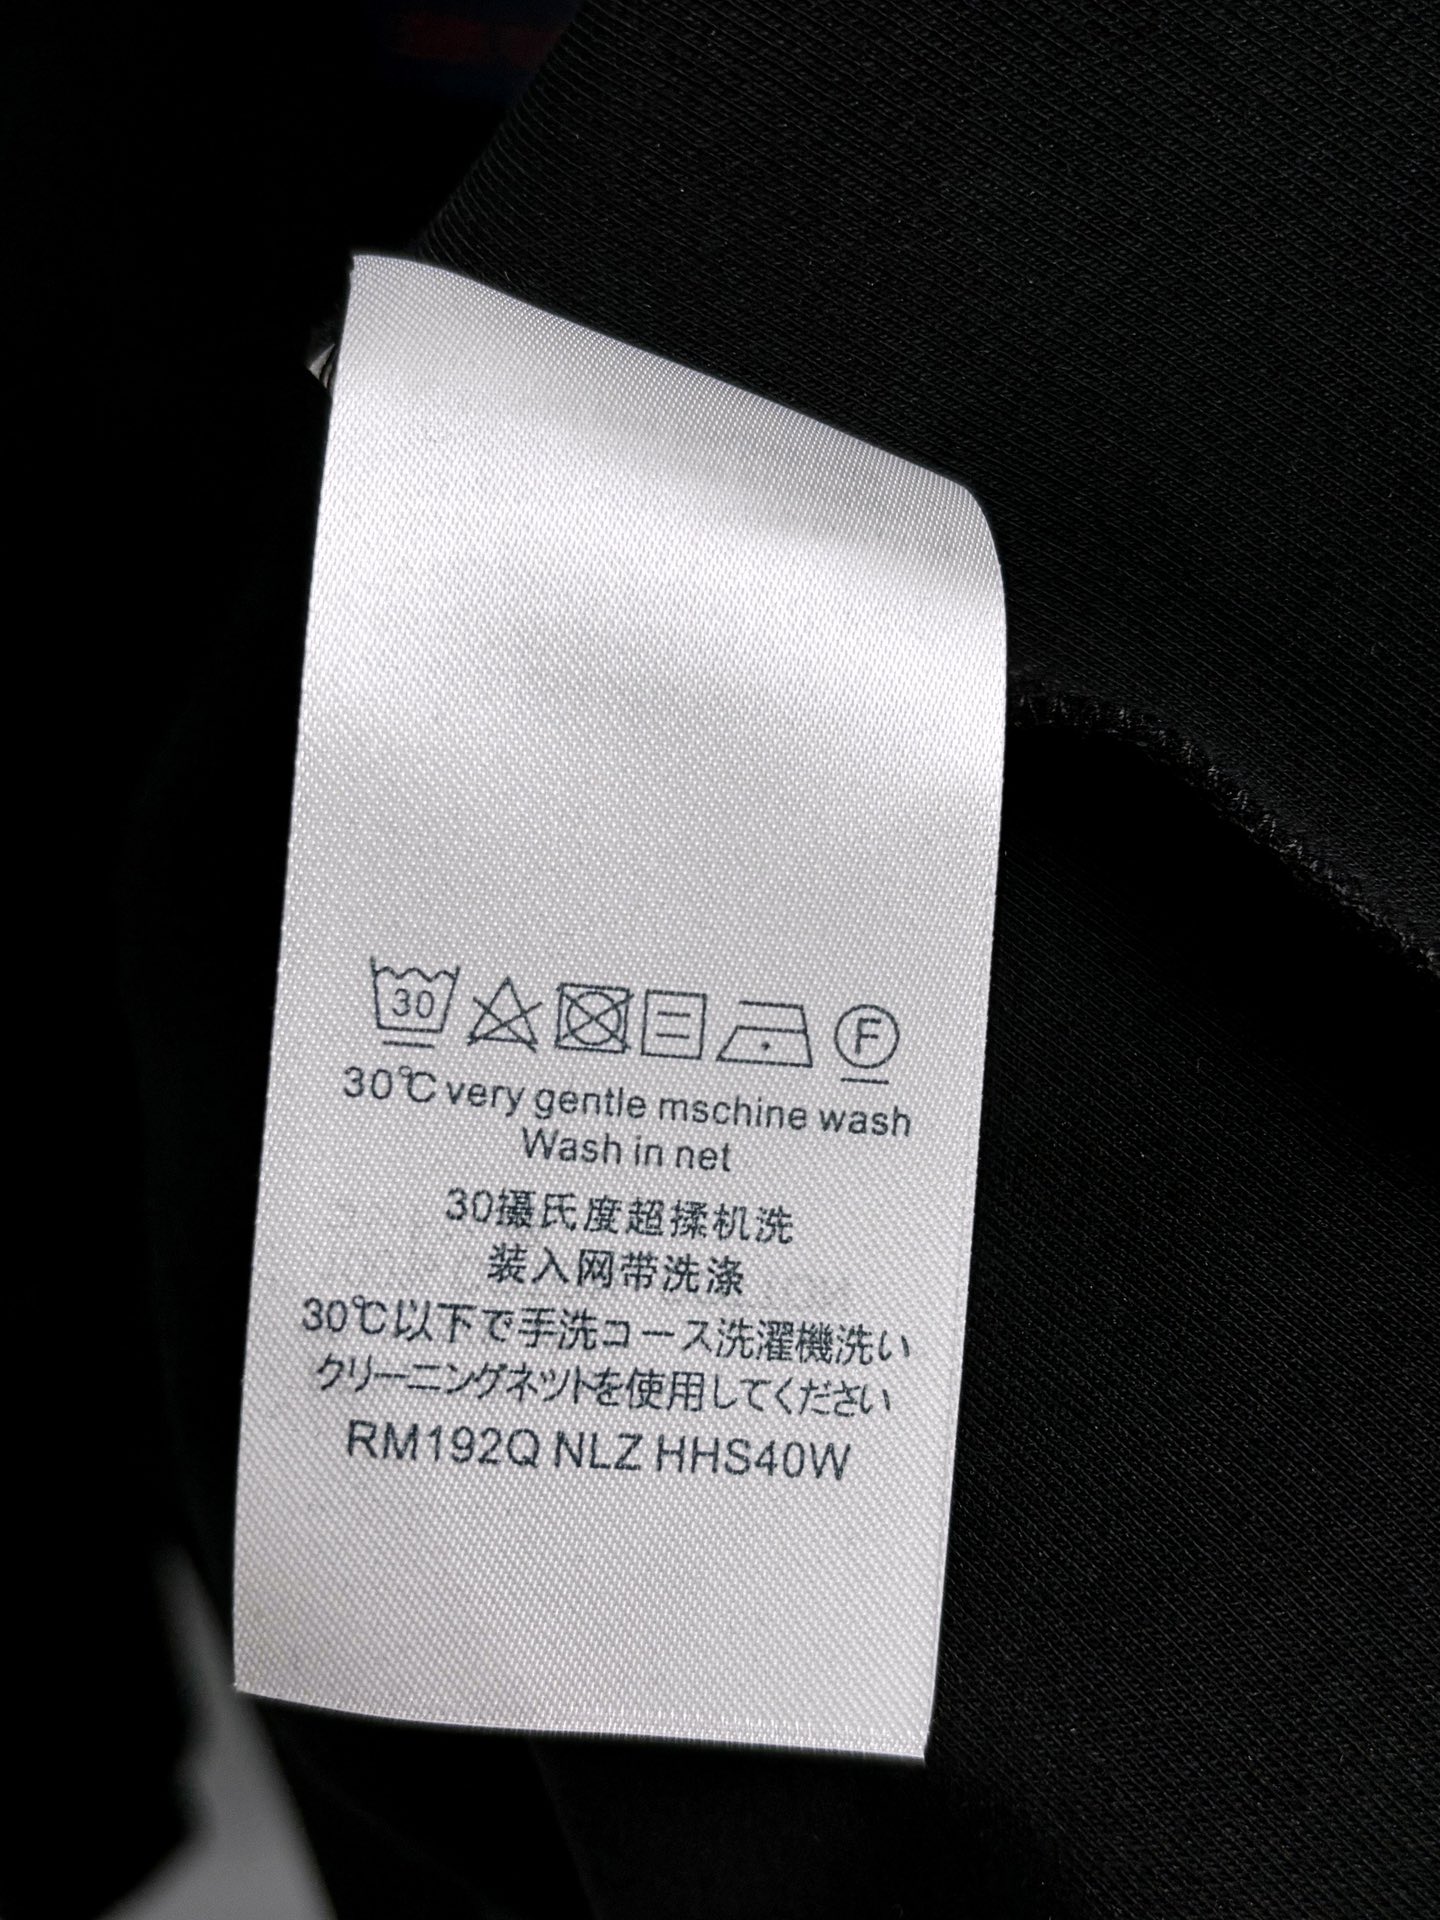 30
F
30℃ very gentle mschine wash
Wash in net
30摄氏度超揉机洗
装入网带洗涤
30℃以下で手洗コース洗濯機洗い
クリーニングネットを使用してください
RM192Q NLZ HHS40W